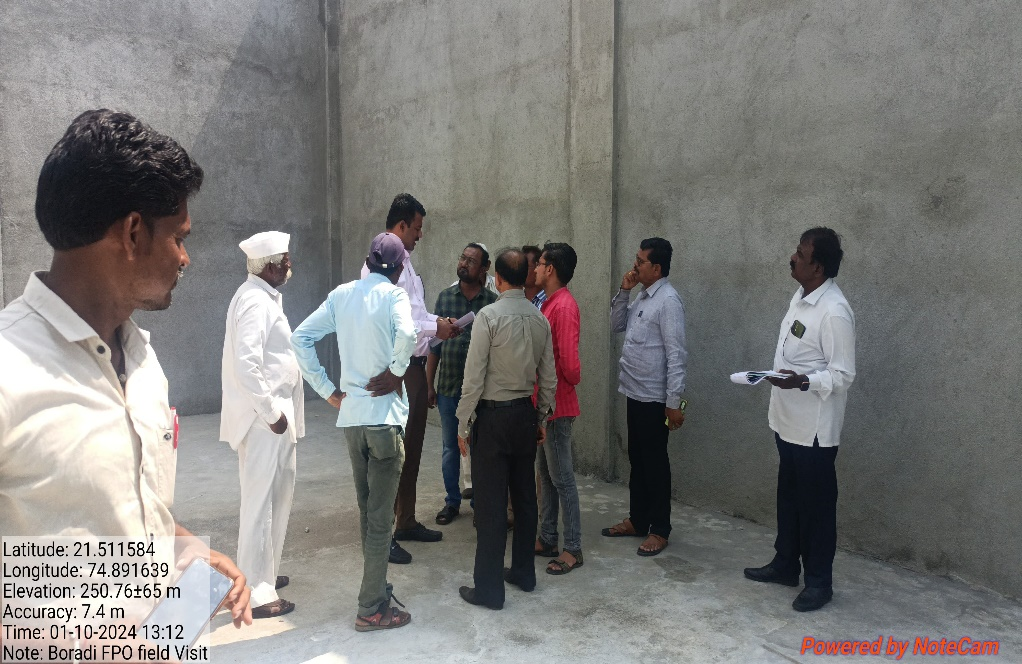 Latitude: 21.511584
Longitude: 74.891639
Elevation: 250.76±65 m
Accuracy: 7.4 m
Time: 01-10-2024 13:12
Note: Boradi FPO field Visit
Powered by NoteCam